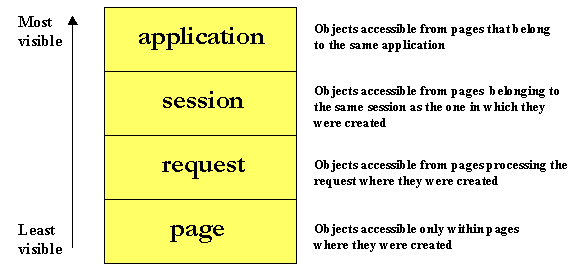 Most
visible
application
Objects accessible from pages that belong
to the same application
session
Objects accessible from pages belonging to
the same session as the one in which they
were created
request
Objects accessible from pages processing the
request where they were created
Least
visible
page
Objects accessible only within pages
where they were created